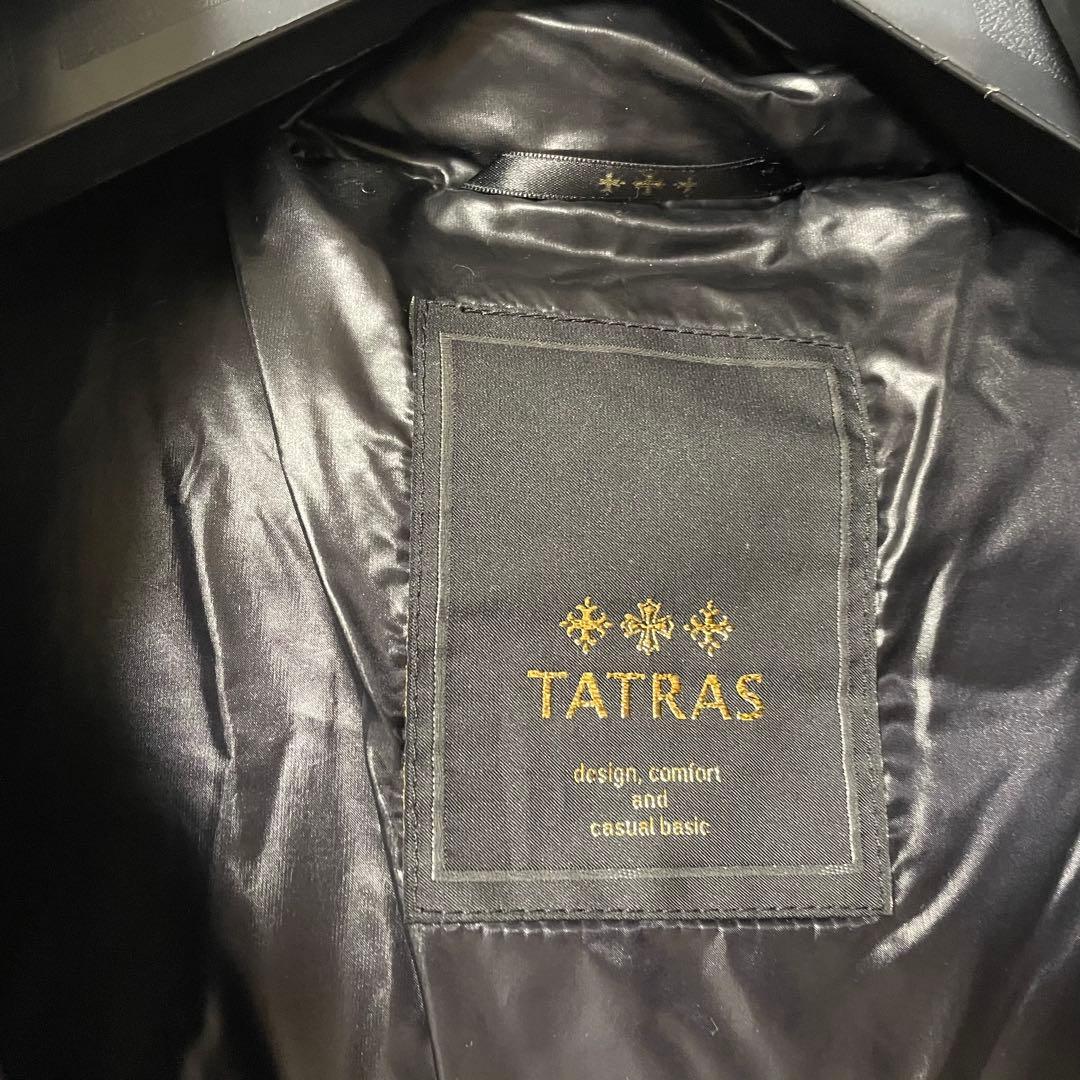 TATRAS
design, comfort
and
casual basic